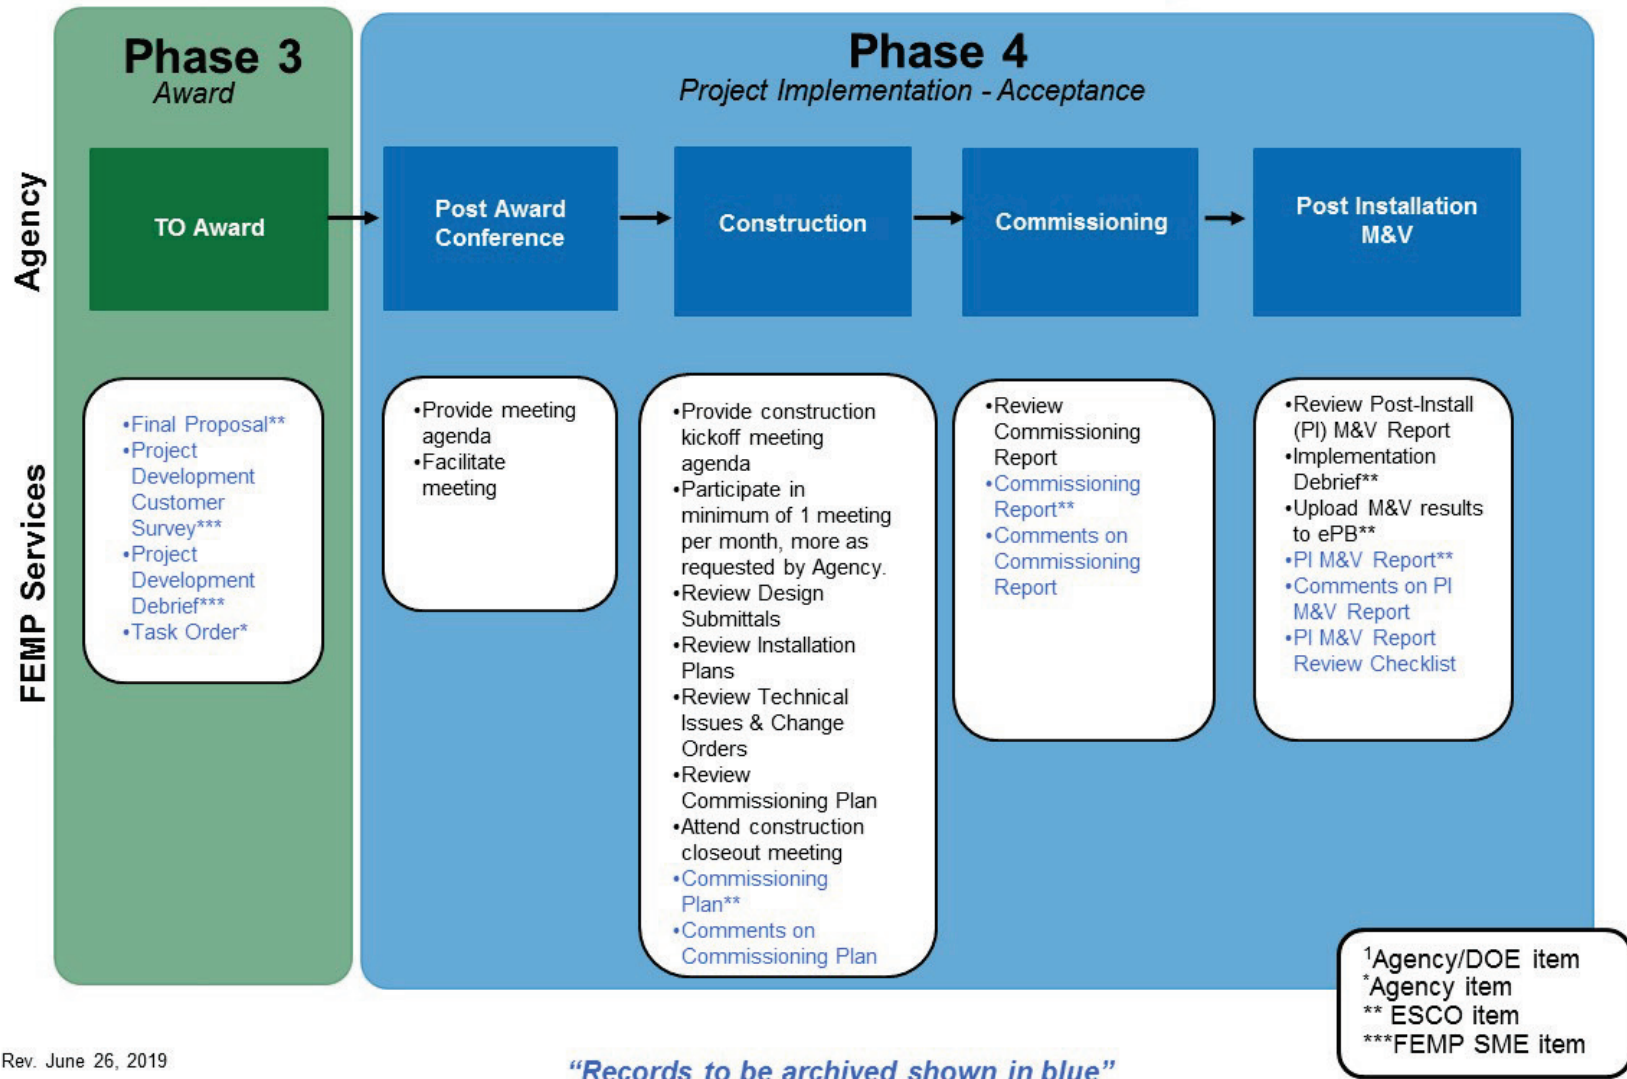 Phase 3
Award
Phase 4
Project Implementation - Acceptance
Agency
TO Award
Post Award
Conference
Construction
Commissioning
Post Installation
M&V
FEMP Services
•Final Proposal**
•Project
Development
Customer
Survey***
•Project
Development
Debrief***
•Task Order*
•Provide meeting
agenda
•Facilitate
meeting
•Provide construction
kickoff meeting
agenda
•Participate in
minimum of 1 meeting
per month, more as
requested by Agency.
•Review Design
Submittals
•Review Installation
Plans
•Review Technical
Issues & Change
Orders
•Review
Commissioning Plan
•Attend construction
closeout meeting
•Commissioning
Plan**
•Comments on
Commissioning Plan
•Review
Commissioning
Report
•Commissioning
Report**
•Comments on
Commissioning
Report
•Review Post-Install
(PI) M&V Report
•Implementation
Debrief**
•Upload M&V results
to ePB**
•PI M&V Report**
•Comments on PI
M&V Report
•PI M&V Report
Review Checklist
¹Agency/DOE item
*Agency item
** ESCO item
***FEMP SME item
Rev. June 26, 2019
“Records to be archived shown in blue”